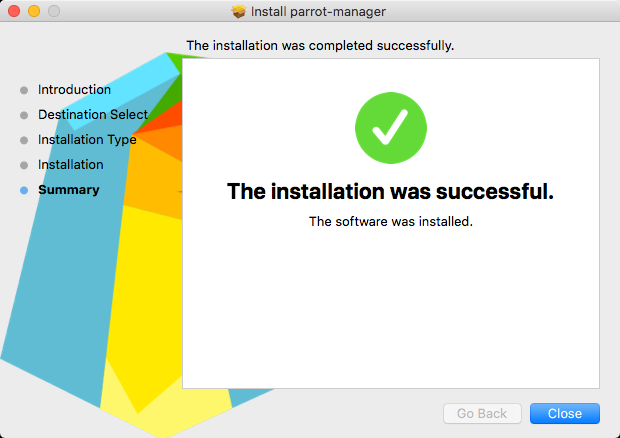 Install parrot-manager
The installation was completed successfully.
Introduction
Destination Select
Installation Type
Installation
Summary
The installation was successful.
The software was installed.
Go Back
Close